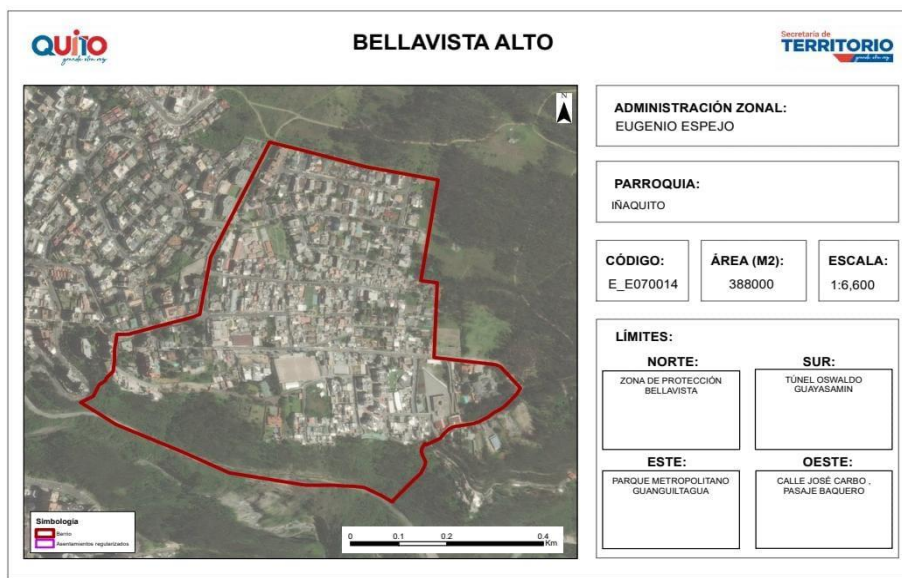 QUITO
grande otra vez
BELLAVISTA ALTO
Secretaría de
TERRITORIO
grande otra vez
N
ADMINISTRACIÓN ZONAL:
EUGENIO ESPEJO
PARROQUIA:
IÑAQUITO
CÓDIGO:
E_E070014
ÁREA (M2):
388000
ESCALA:
1:6,600
LÍMITES:
NORTE:
ZONA DE PROTECCIÓN
BELLAVISTA
SUR:
TÚNEL OSWALDO
GUAYASAMIN
ESTE:
PARQUE METROPOLITANO
GUANGUILTAGUA
OESTE:
CALLE JOSÉ CARBO ,
PASAJE BAQUERO
Simbología
Barrio
Asentamientos regularizados
0 0.1 0.2 0.4
Km